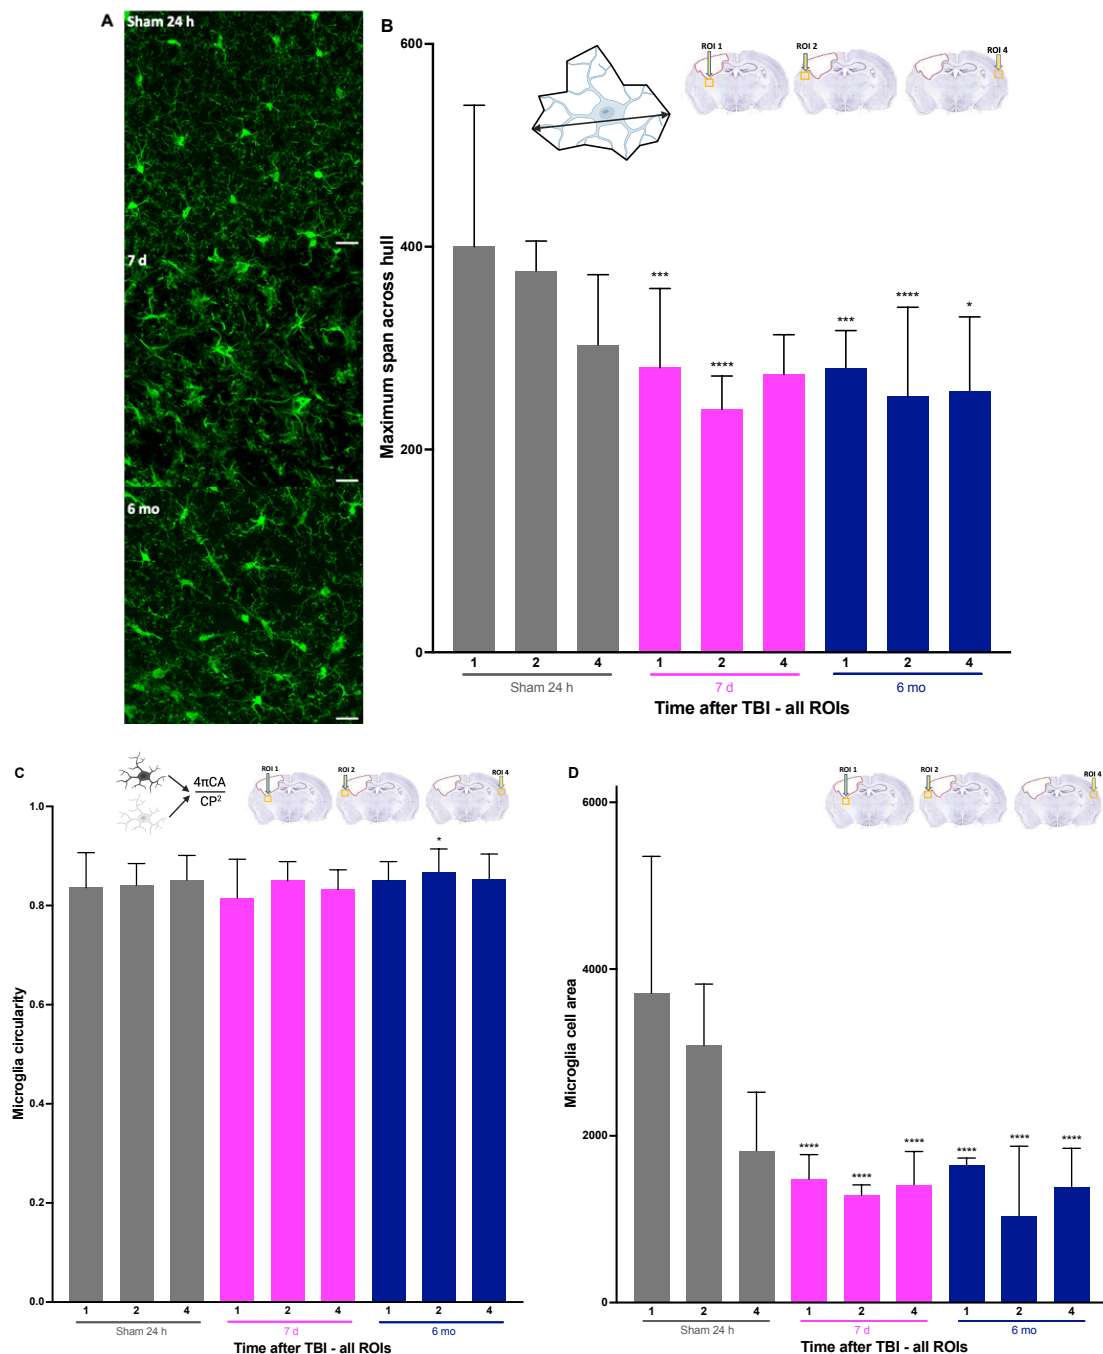 A
Sham 24 h
7 d
6 mo
B
ROI 1
ROI 2
ROI 4
600
400
200
0
Maximum span across hull
***
****
***
****
*
1 2 4 1 2 4 1 2 4
Sham 24 h 7 d 6 mo
Time after TBI - all ROIs
C
4πCA
CP²
ROI 1
ROI 2
ROI 4
1.0
0.8
0.6
0.4
0.2
0.0
Microglia circularity
*
1 2 4 1 2 4 1 2 4
Sham 24 h 7 d 6 mo
Time after TBI - all ROIs
D
ROI 1
ROI 2
ROI 4
6000
4000
2000
0
Microglia cell area
****
****
****
****
****
****
1 2 4 1 2 4 1 2 4
Sham 24 h 7 d 6 mo
Time after TBI - all ROIs